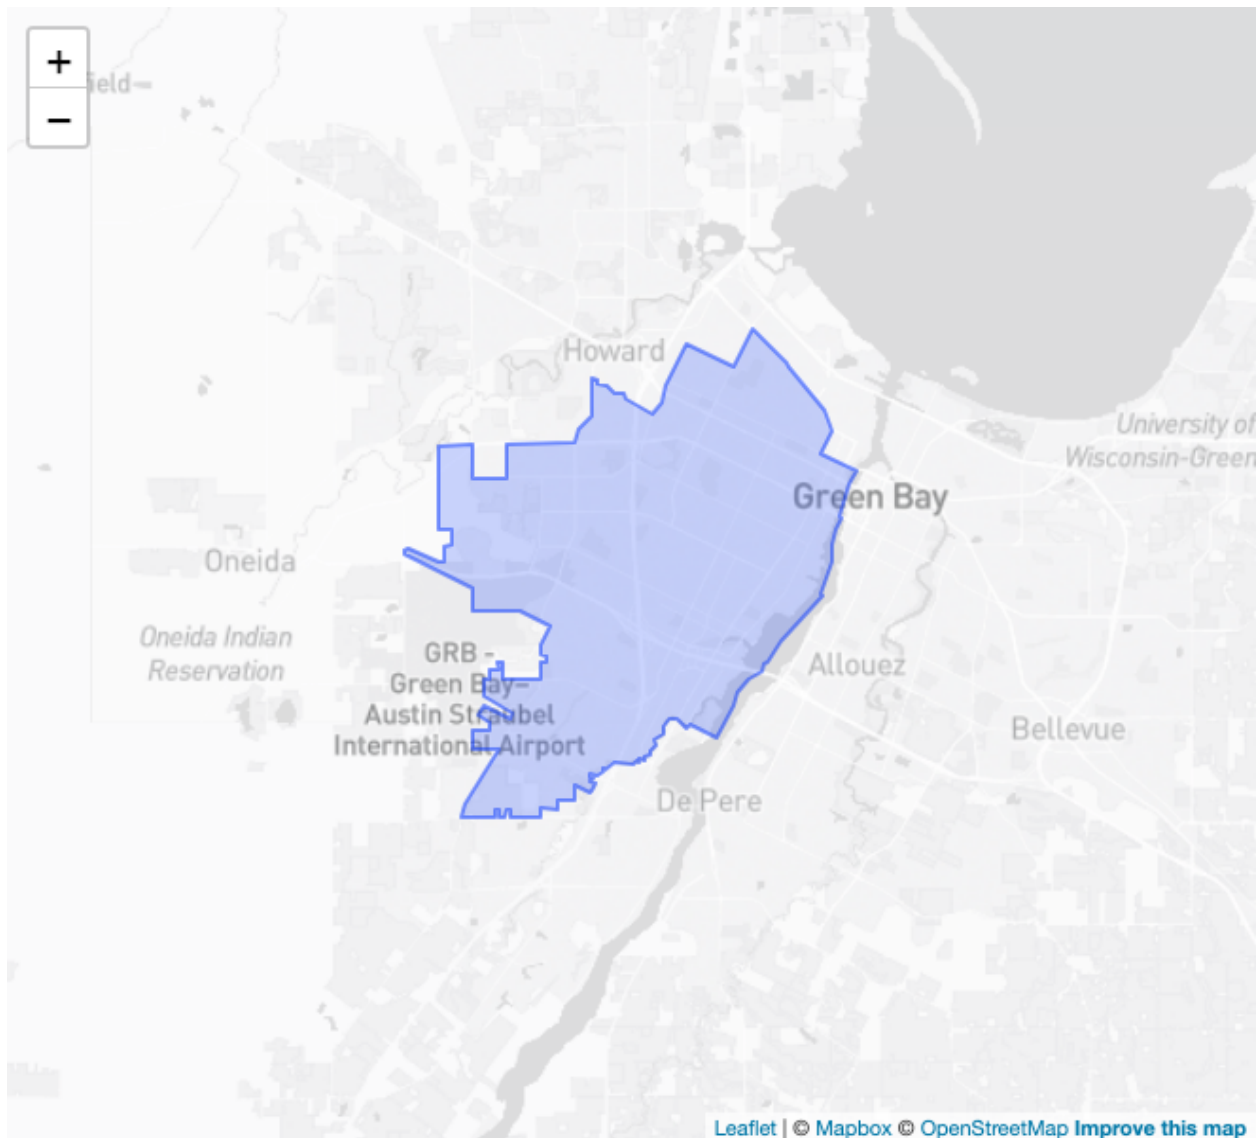 +
ield
−
Howard
University of
Wisconsin-Green
Green Bay
Oneida
Oneida Indian
Reservation
GRB -
Green Bay–
Austin Straubel
International Airport
Allouez
Bellevue
De Pere
Leaflet | © Mapbox © OpenStreetMap Improve this map